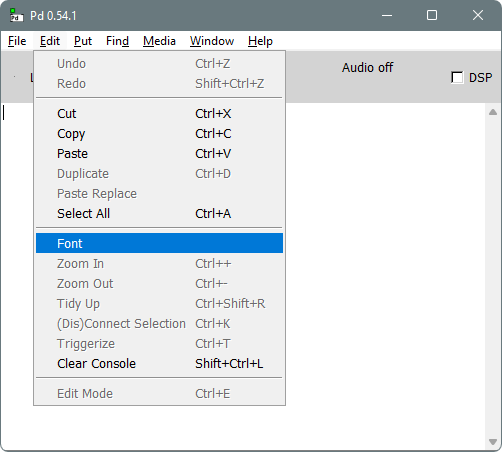 Pd 0.54.1
File Edit Put Find Media Window Help
Audio off
DSP
Undo Ctrl+Z
Redo Shift+Ctrl+Z
Cut Ctrl+X
Copy Ctrl+C
Paste Ctrl+V
Duplicate Ctrl+D
Paste Replace
Select All Ctrl+A
Font
Zoom In Ctrl++
Zoom Out Ctrl+-
Tidy Up Ctrl+Shift+R
(Dis)Connect Selection Ctrl+K
Triggerize Ctrl+T
Clear Console Shift+Ctrl+L
Edit Mode Ctrl+E